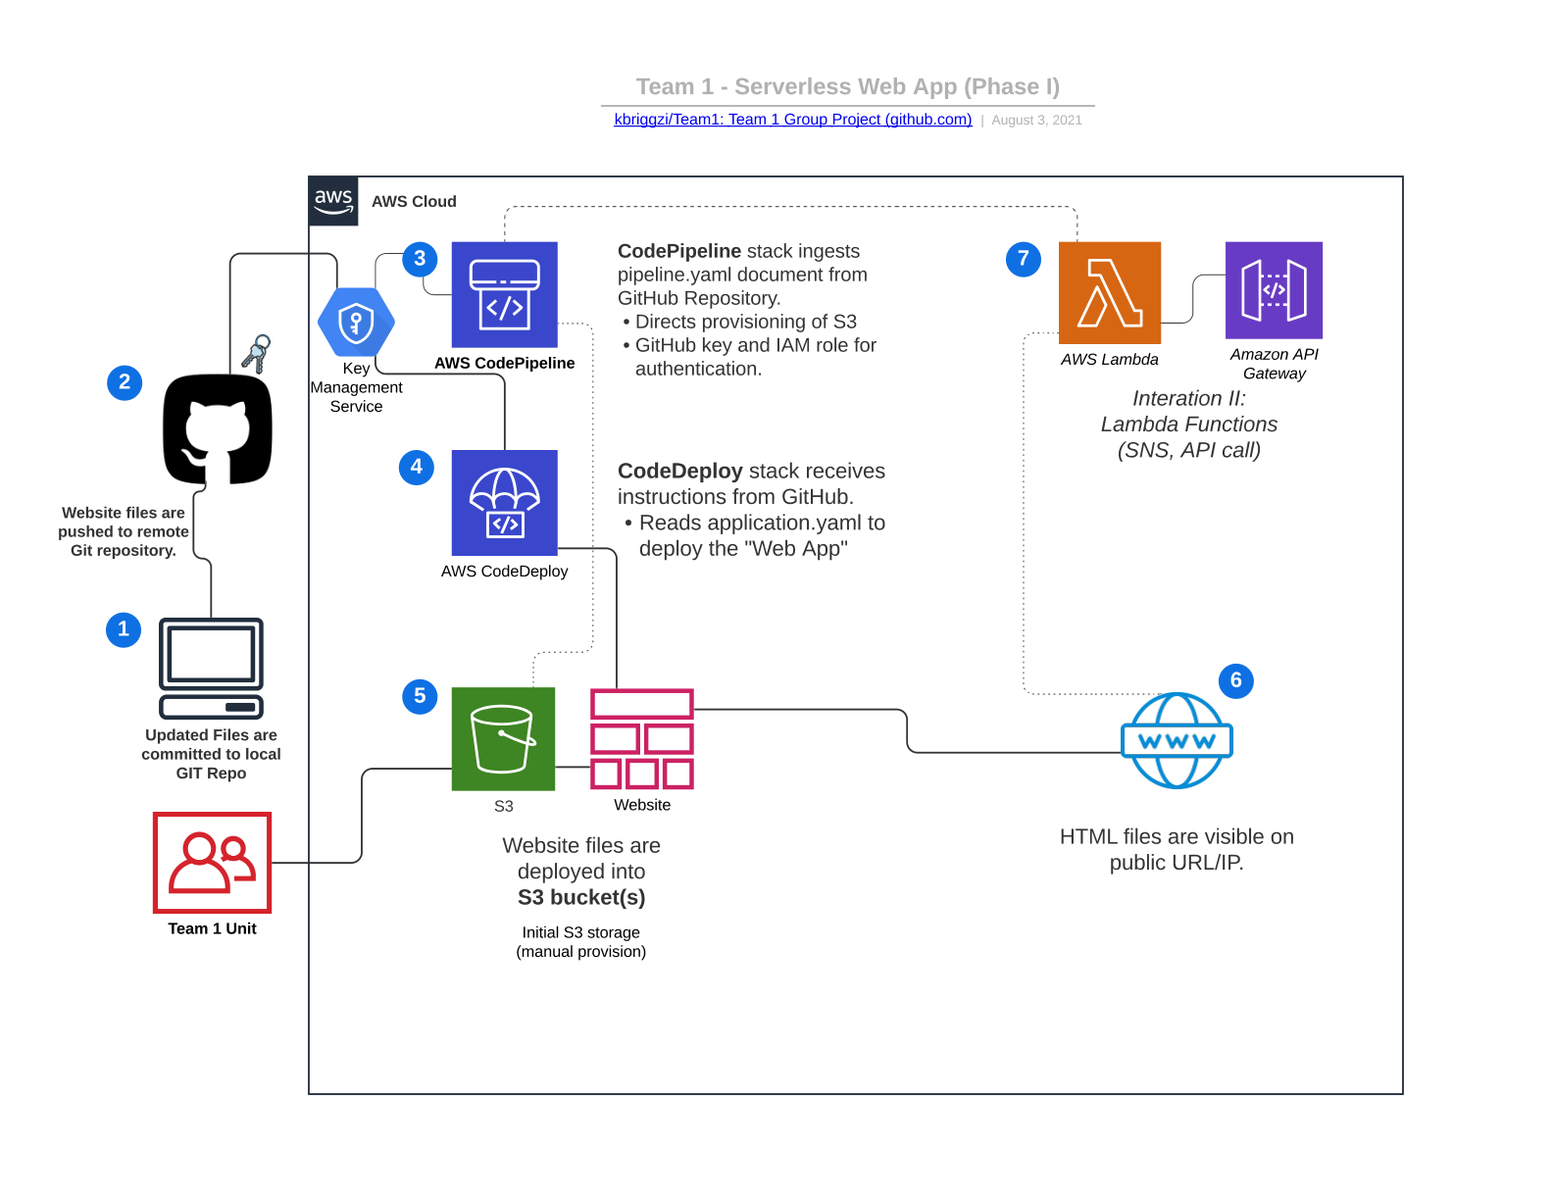 Team 1 - Serverless Web App (Phase I)
kbriggzi/Team1: Team 1 Group Project (github.com) | August 3, 2021
aws
AWS Cloud
3
AWS CodePipeline
CodePipeline stack ingests
pipeline.yaml document from
GitHub Repository.
• Directs provisioning of S3
• GitHub key and IAM role for
authentication.
7
AWS Lambda
Amazon API
Gateway
Interation II:
Lambda Functions
(SNS, API call)
Key
Management
Service
2
Website files are
pushed to remote
Git repository.
4
AWS CodeDeploy
CodeDeploy stack receives
instructions from GitHub.
• Reads application.yaml to
deploy the "Web App"
1
Updated Files are
committed to local
GIT Repo
5
S3
Website
Website files are
deployed into
S3 bucket(s)
Initial S3 storage
(manual provision)
6
WWW
HTML files are visible on
public URL/IP.
Team 1 Unit